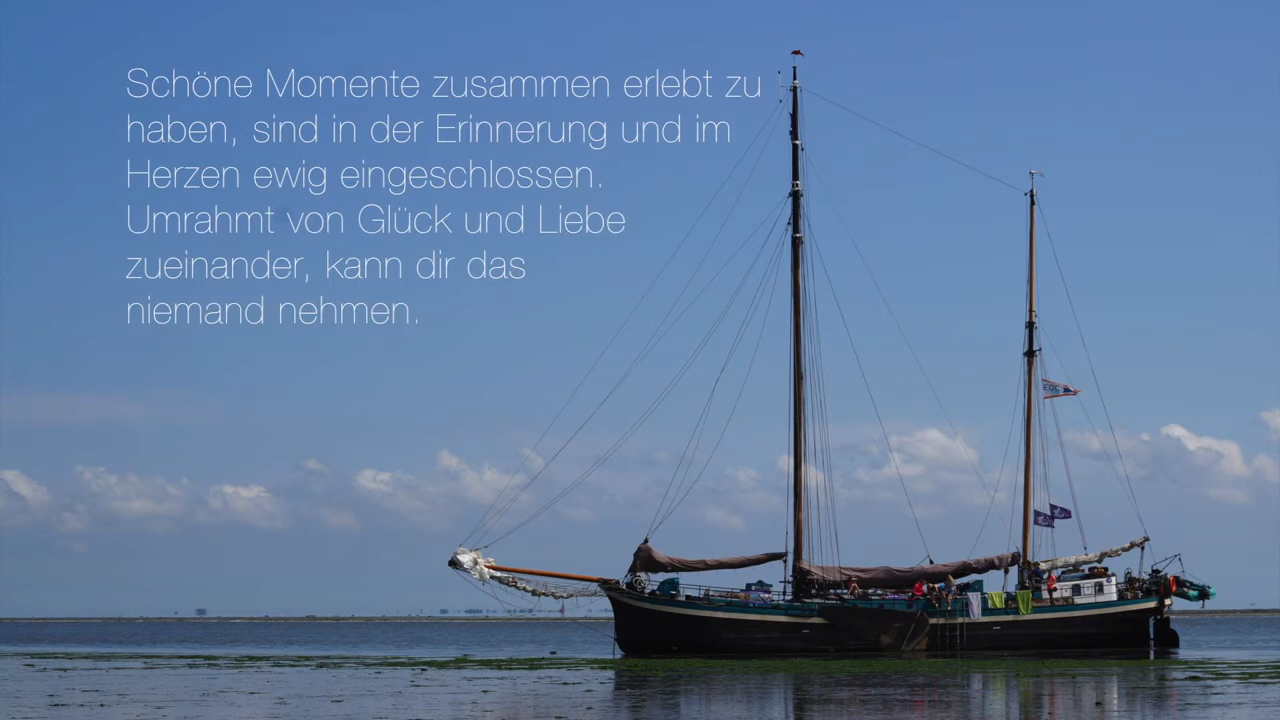 Schöne Momente zusammen erlebt zu
haben, sind in der Erinnerung und im
Herzen ewig eingeschlossen.
Umrahmt von Glück und Liebe
zueinander, kann dir das
niemand nehmen.